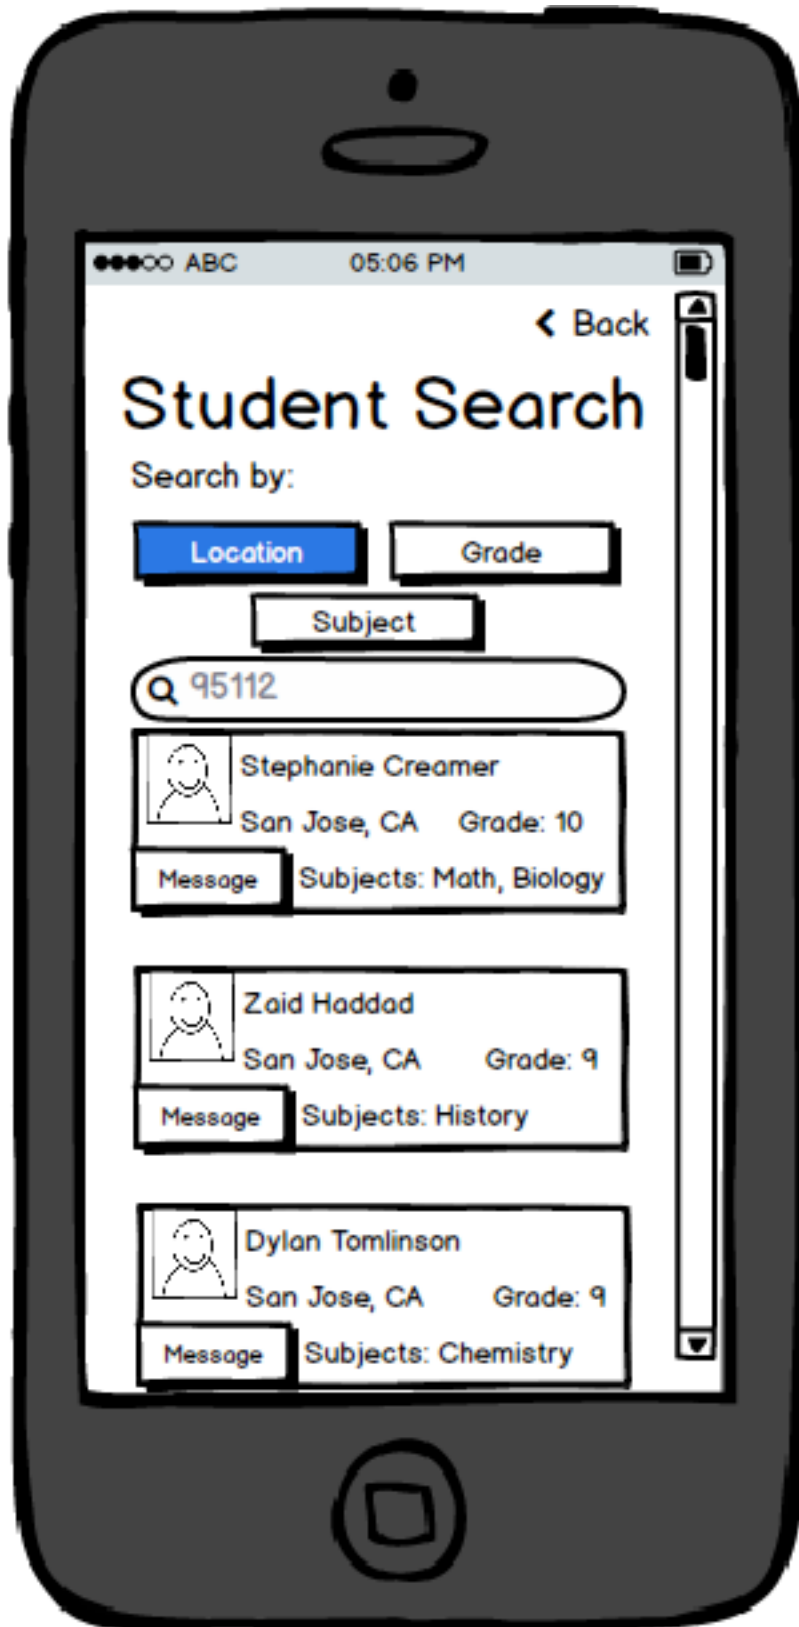 ABC 05:06 PM
Back
Student Search
Search by:
Location Grade
Subject
95112
Stephanie Creamer
San Jose, CA Grade: 10
Message Subjects: Math, Biology
Zaid Haddad
San Jose, CA Grade: 9
Message Subjects: History
Dylan Tomlinson
San Jose, CA Grade: 9
Message Subjects: Chemistry